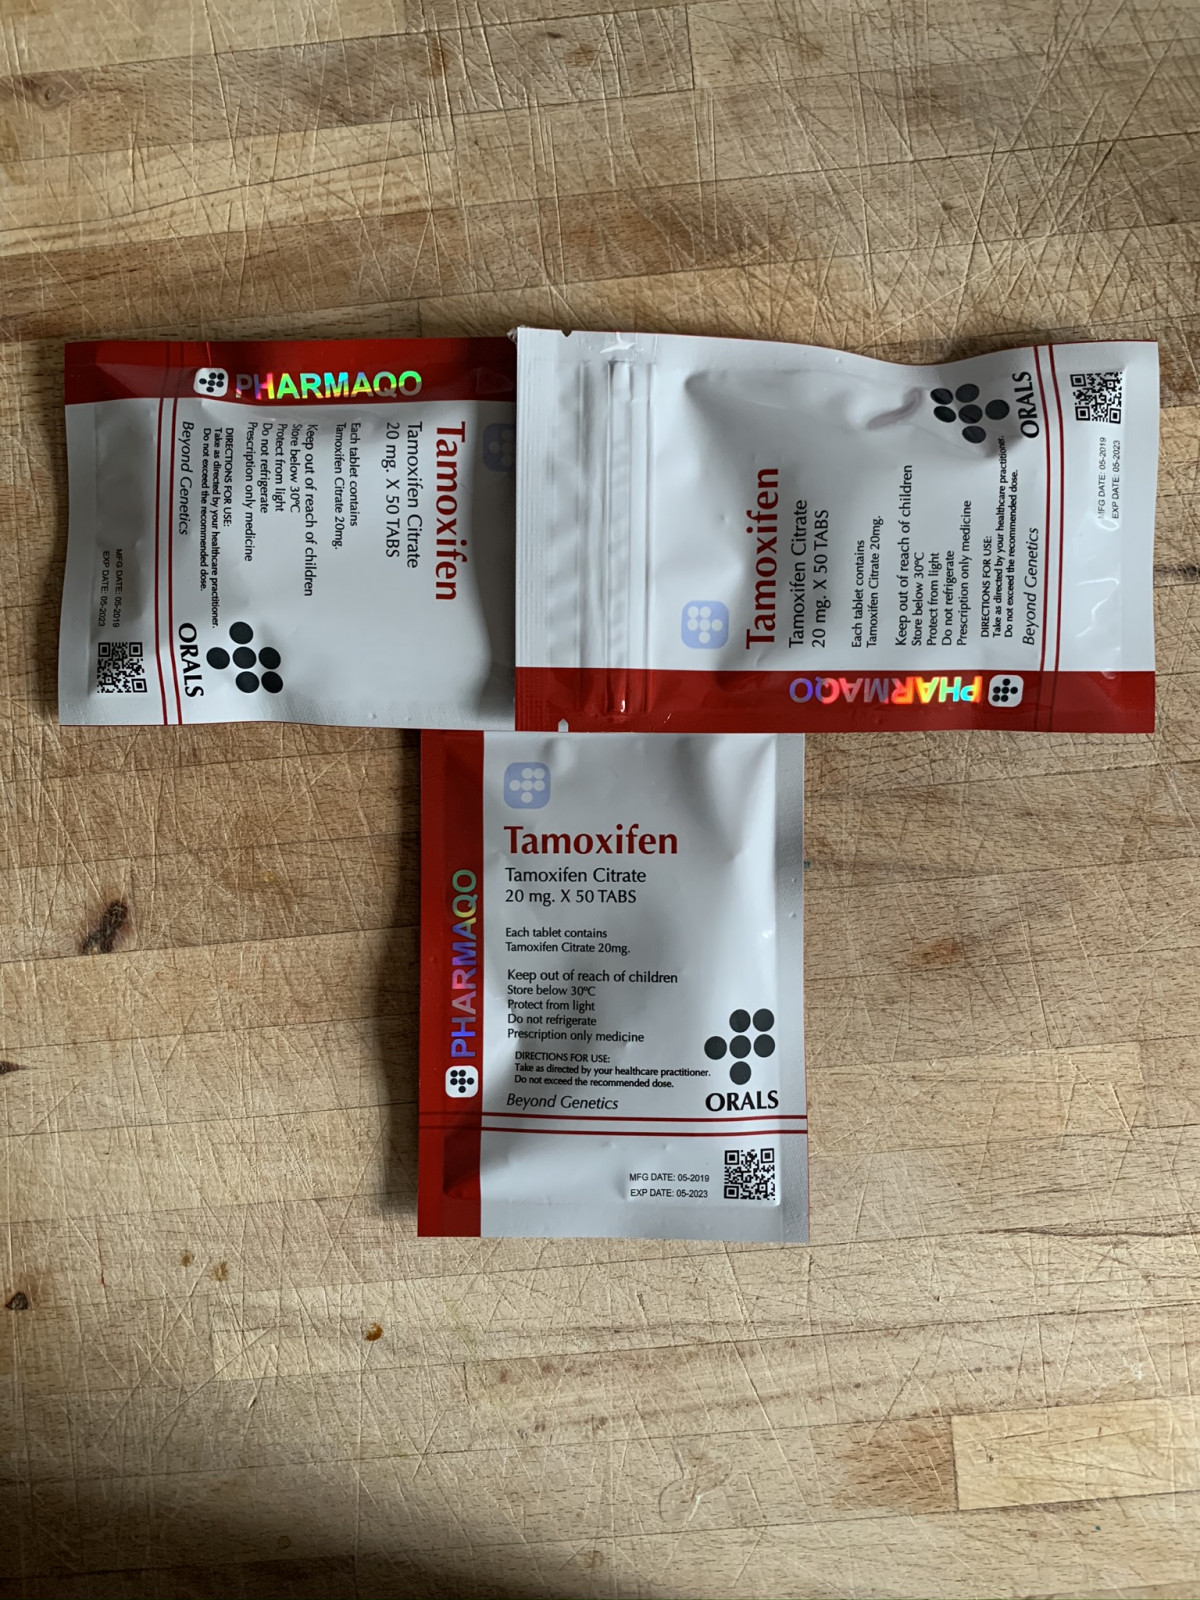 PHARMAQO
Tamoxifen
Tamoxifen Citrate
20 mg. X 50 TABS
Each tablet contains
Tamoxifen Citrate 20mg.
Keep out of reach of children
Store below 30ºC
Protect from light
Do not refrigerate
Prescription only medicine
DIRECTIONS FOR USE:
Take as directed by your healthcare practitioner.
Do not exceed the recommended dose.
Beyond Genetics
ORALS
MFG DATE: 05-2019
EXP DATE: 05-2023
PHARMAQO
Tamoxifen
Tamoxifen Citrate
20 mg. X 50 TABS
Each tablet contains
Tamoxifen Citrate 20mg.
Keep out of reach of children
Store below 30ºC
Protect from light
Do not refrigerate
Prescription only medicine
DIRECTIONS FOR USE:
Take as directed by your healthcare practitioner.
Do not exceed the recommended dose.
Beyond Genetics
ORALS
MFG DATE: 05-2019
EXP DATE: 05-2023
PHARMAQO
Tamoxifen
Tamoxifen Citrate
20 mg. X 50 TABS
Each tablet contains
Tamoxifen Citrate 20mg.
Keep out of reach of children
Store below 30ºC
Protect from light
Do not refrigerate
Prescription only medicine
DIRECTIONS FOR USE:
Take as directed by your healthcare practitioner.
Do not exceed the recommended dose.
Beyond Genetics
ORALS
MFG DATE: 05-2019
EXP DATE: 05-2023